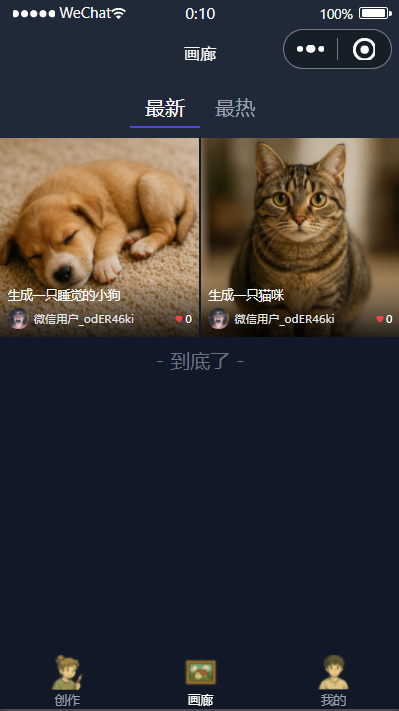 WeChat 0:10 100%
画廊
最新 最热
生成一只睡觉的小狗 生成一只猫咪
微信用户_odER46ki 0 微信用户_odER46ki 0
- 到底了 -
创作 画廊 我的